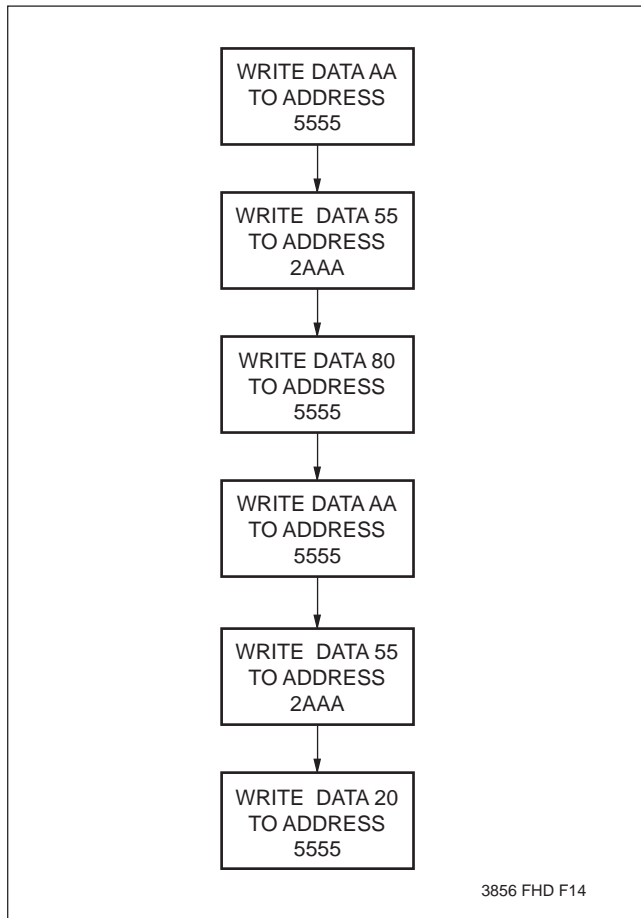 WRITE DATA AA
TO ADDRESS
5555
WRITE DATA 55
TO ADDRESS
2AAA
WRITE DATA 80
TO ADDRESS
5555
WRITE DATA AA
TO ADDRESS
5555
WRITE DATA 55
TO ADDRESS
2AAA
WRITE DATA 20
TO ADDRESS
5555
3856 FHD F14